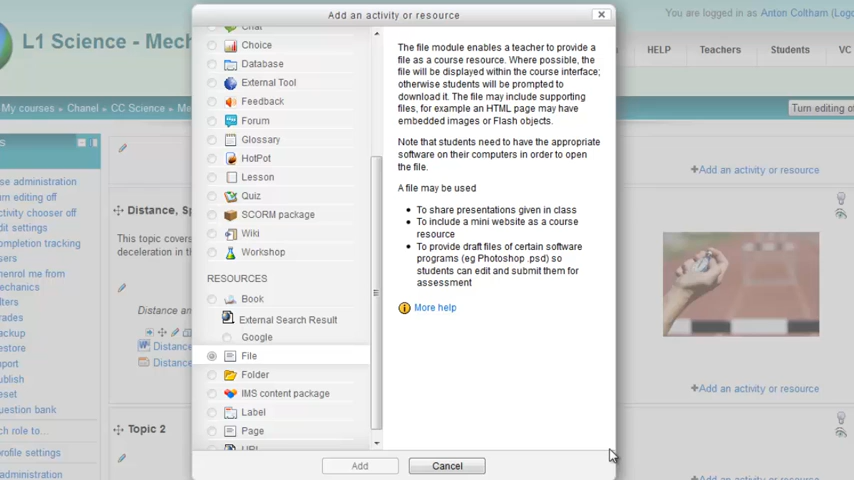 Add an activity or resource
You are logged in as Anton Coltham (Logo
L1 Science - Mech
HELP
Teachers
Students
VC
My courses ▸ Chanel ▸ CC Science ▸ Me
Turn editing of
Chat
Choice
Database
External Tool
Feedback
Forum
Glossary
HotPot
Lesson
Quiz
SCORM package
Wiki
Workshop
RESOURCES
Book
External Search Result
Google
File
Folder
IMS content package
Label
Page
URL
The file module enables a teacher to provide a
file as a course resource. Where possible, the
file will be displayed within the course interface;
otherwise students will be prompted to
download it. The file may include supporting
files, for example an HTML page may have
embedded images or Flash objects.
Note that students need to have the appropriate
software on their computers in order to open
the file.
A file may be used
• To share presentations given in class
• To include a mini website as a course
resource
• To provide draft files of certain software
programs (eg Photoshop .psd) so
students can edit and submit them for
assessment
More help
Add
Cancel
S
se administration
urn editing off
ctivity chooser off
dit settings
ompletion tracking
sers
nenrol me from
echanics
lters
rades
ackup
estore
port
ublish
eset
uestion bank
tch role to...
profile settings
administration
Distance, Sp
This topic covers
deceleration in th
Distance an
Distance
Distance
Topic 2
+Add an activity or resource
+Add an activity or resource